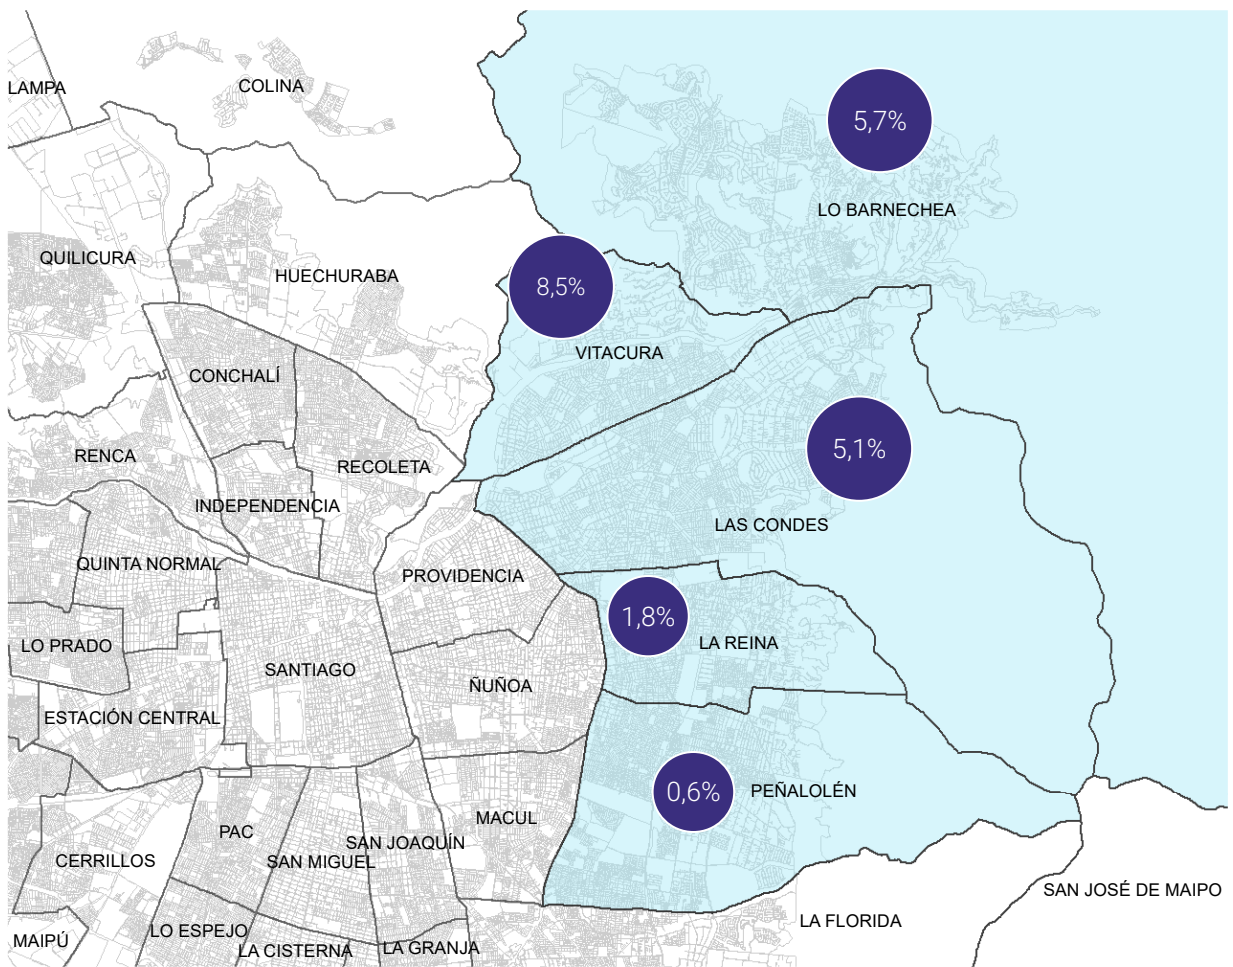 LAMPA
COLINA
5,7%
LO BARNECHEA
QUILICURA
HUECHURABA
8,5%
VITACURA
CONCHALÍ
5,1%
RENCA
RECOLETA
INDEPENDENCIA
LAS CONDES
QUINTA NORMAL
PROVIDENCIA
1,8%
LA REINA
LO PRADO
SANTIAGO
ÑUÑOA
ESTACIÓN CENTRAL
0,6%
PEÑALOLÉN
MACUL
PAC
SAN JOAQUÍN
CERRILLOS
SAN MIGUEL
SAN JOSÉ DE MAIPO
LA FLORIDA
LO ESPEJO
MAIPÚ
LA CISTERNA
LA GRANJA